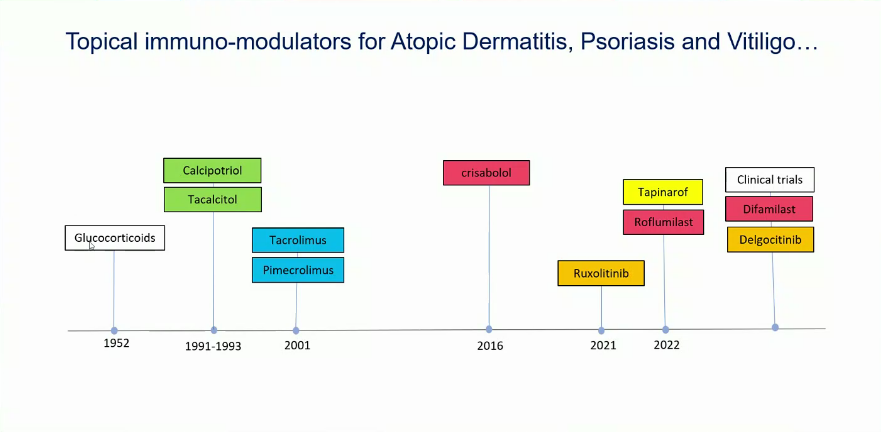 Topical immuno-modulators for Atopic Dermatitis, Psoriasis and Vitiligo…
Glucocorticoids
1952
Calcipotriol
Tacalcitol
1991-1993
Tacrolimus
Pimecrolimus
2001
crisabolol
2016
Ruxolitinib
2021
Tapinarof
Roflumilast
2022
Clinical trials
Difamilast
Delgocitinib